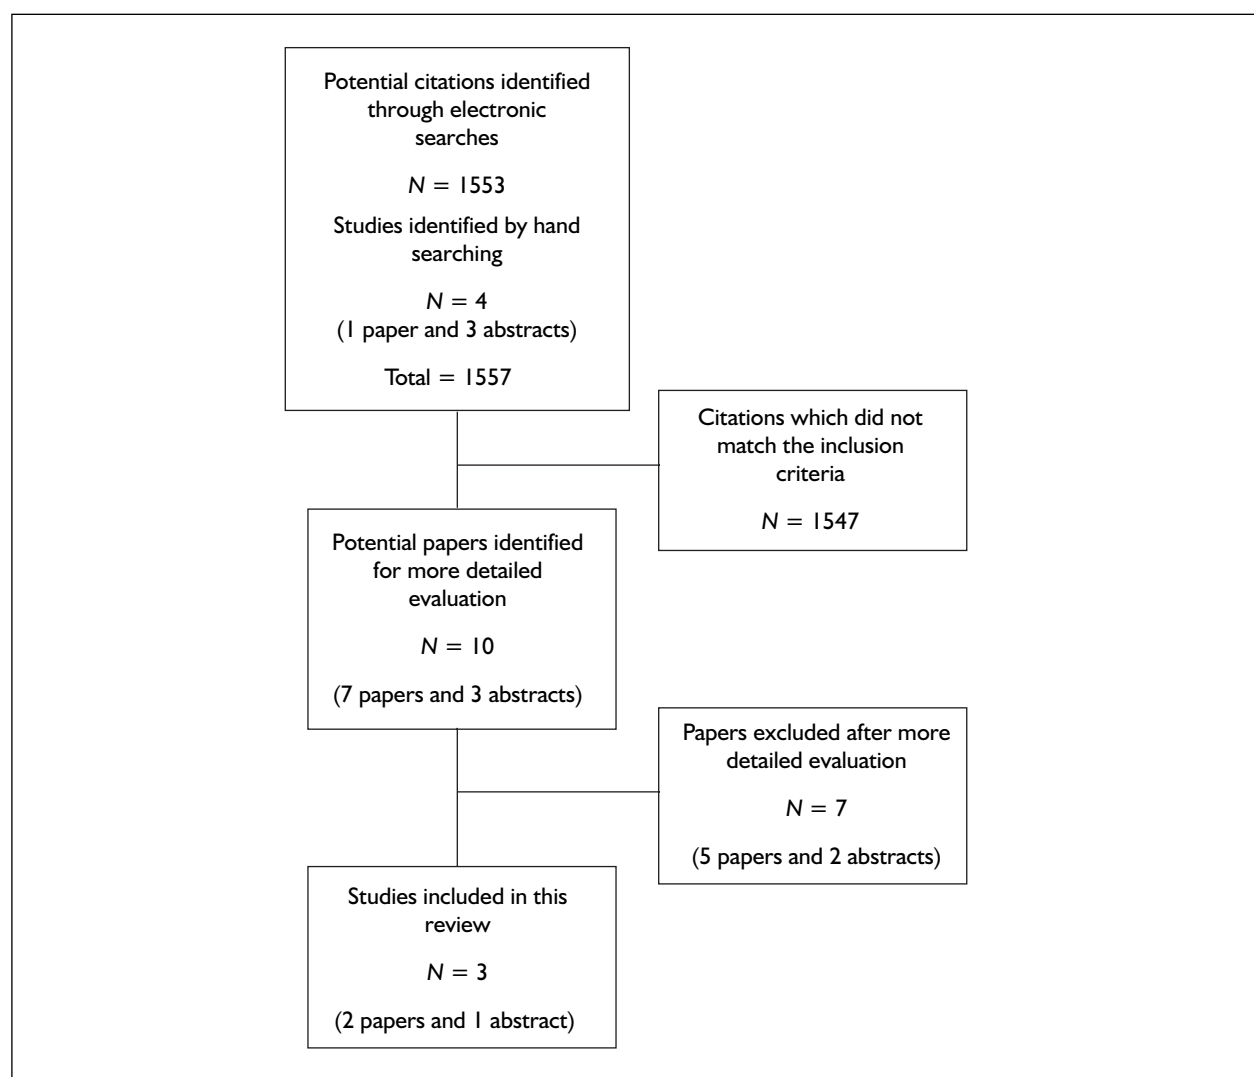 Potential citations identified
through electronic
searches
N = 1553
Studies identified by hand
searching
N = 4
(1 paper and 3 abstracts)
Total = 1557
Citations which did not
match the inclusion
criteria
N = 1547
Potential papers identified
for more detailed
evaluation
N = 10
(7 papers and 3 abstracts)
Papers excluded after more
detailed evaluation
N = 7
(5 papers and 2 abstracts)
Studies included in this
review
N = 3
(2 papers and 1 abstract)